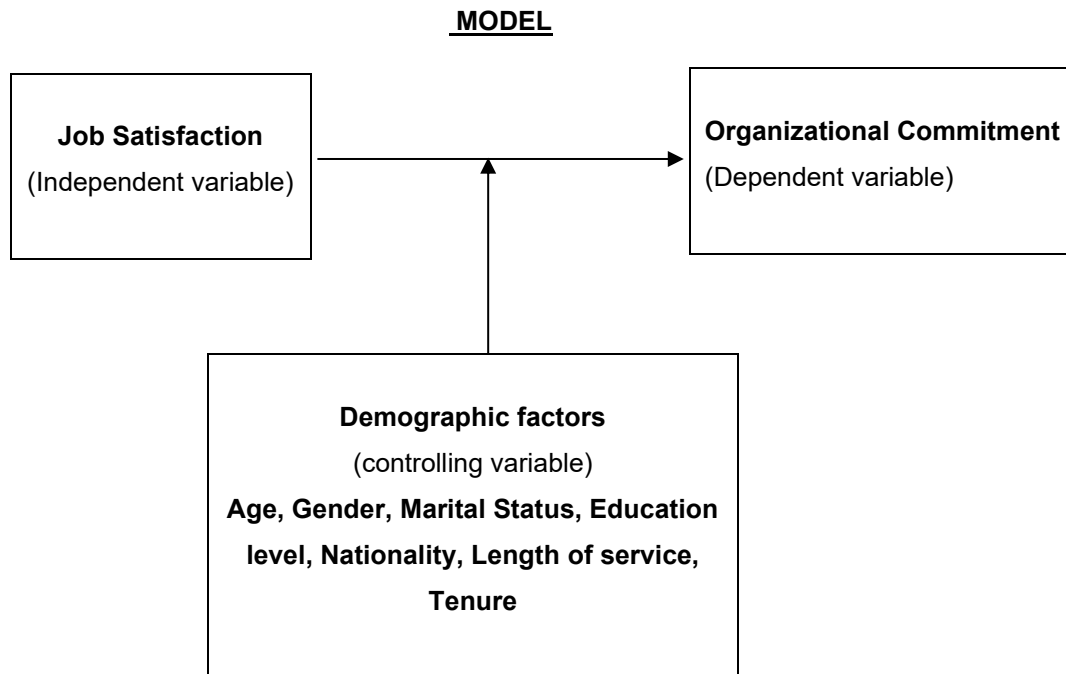 MODEL
Job Satisfaction
(Independent variable)
Organizational Commitment
(Dependent variable)
Demographic factors
(controlling variable)
Age, Gender, Marital Status, Education
level, Nationality, Length of service,
Tenure